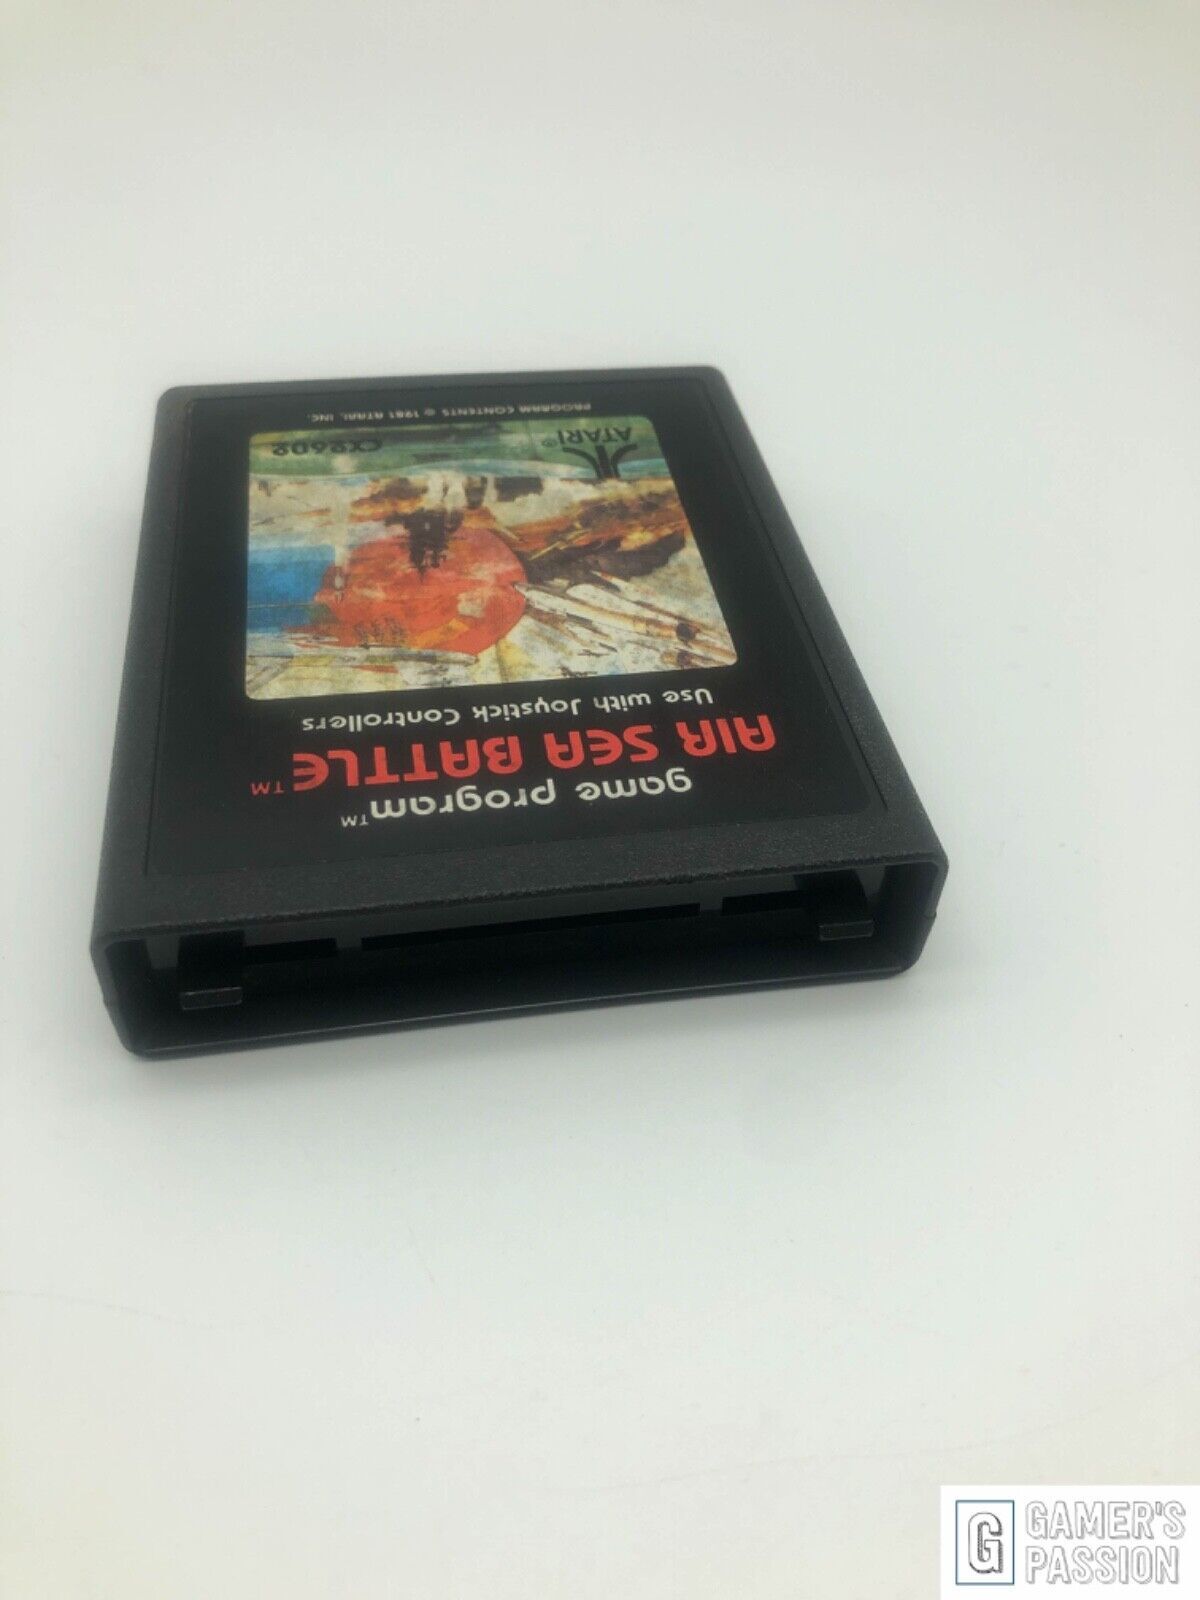 game program™
AIR SEA BATTLE™
Use with Joystick Controllers
ATARI® CX2602
PROGRAM CONTENTS © 1981 ATARI, INC.
G GAMER'S
PASSION